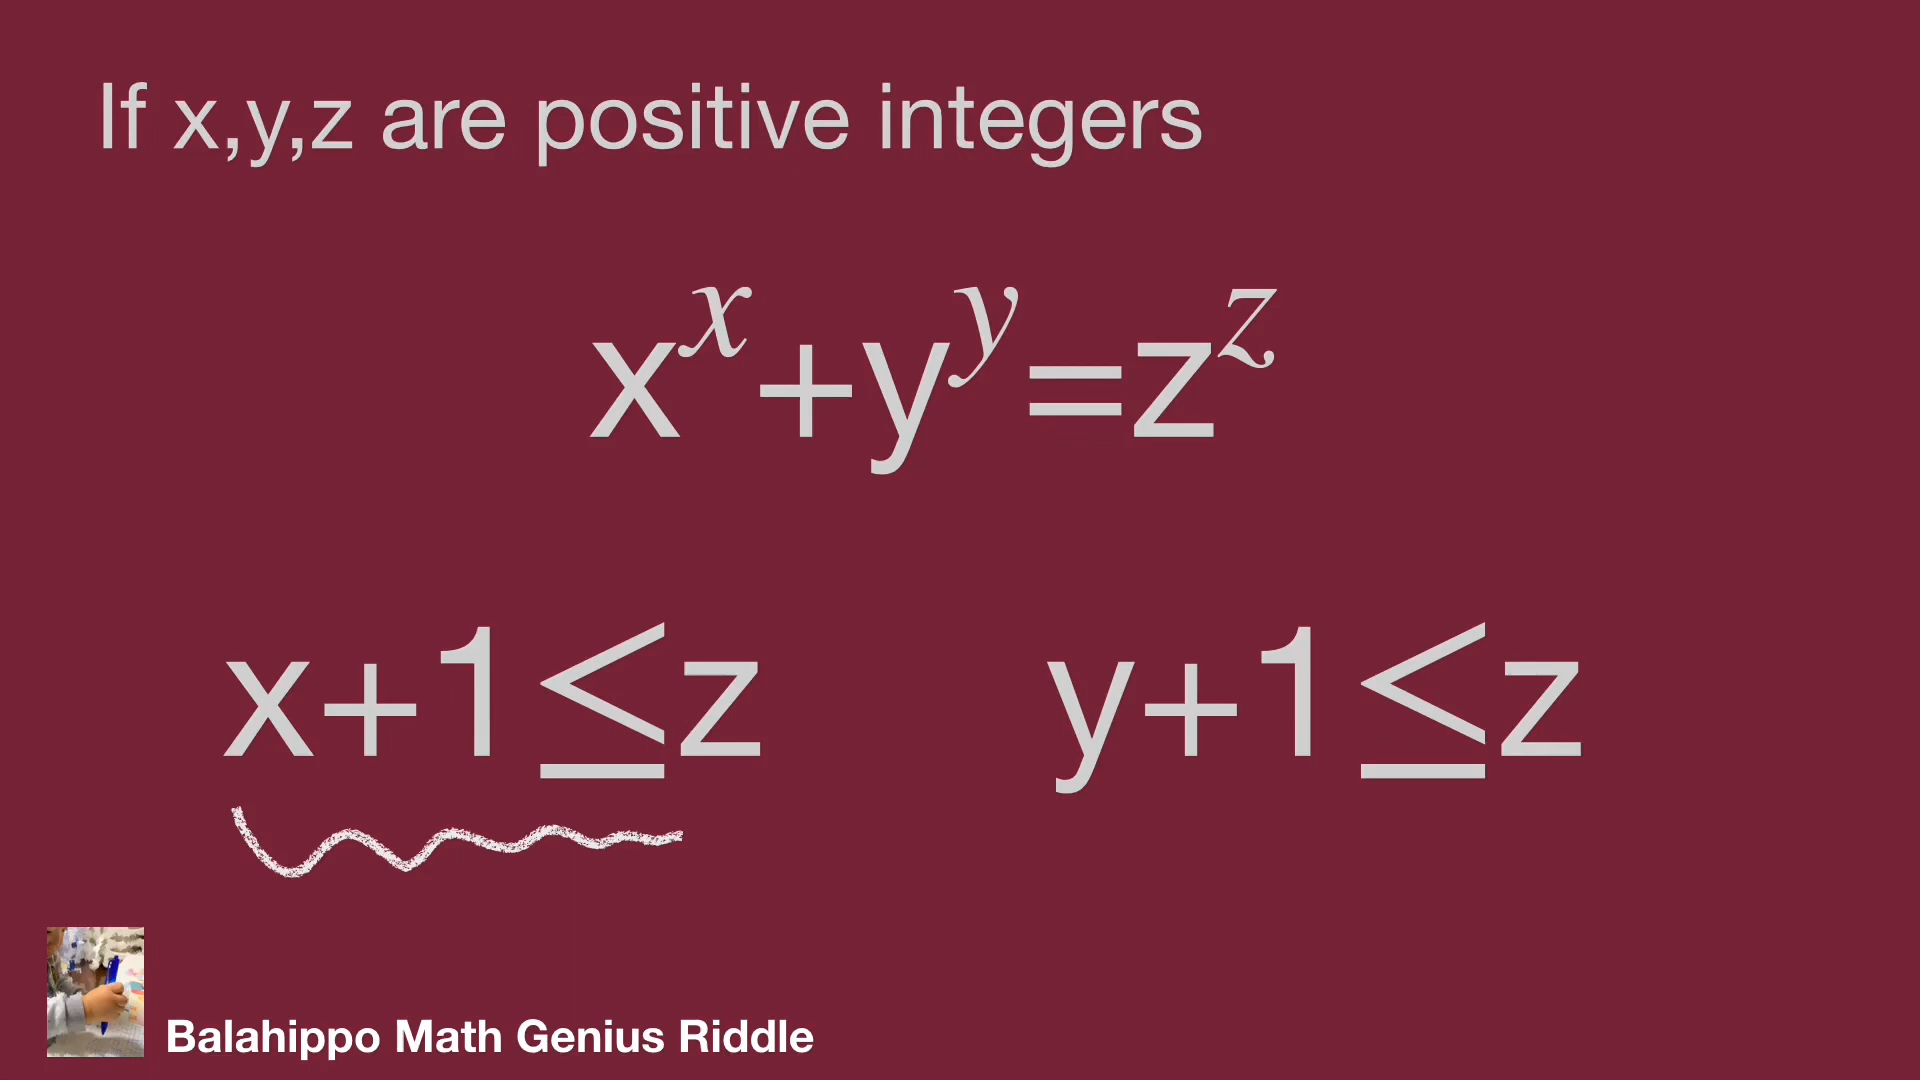 If x,y,z are positive integers
x^x+y^y=z^z
x+1≤z y+1≤z
Balahippo Math Genius Riddle